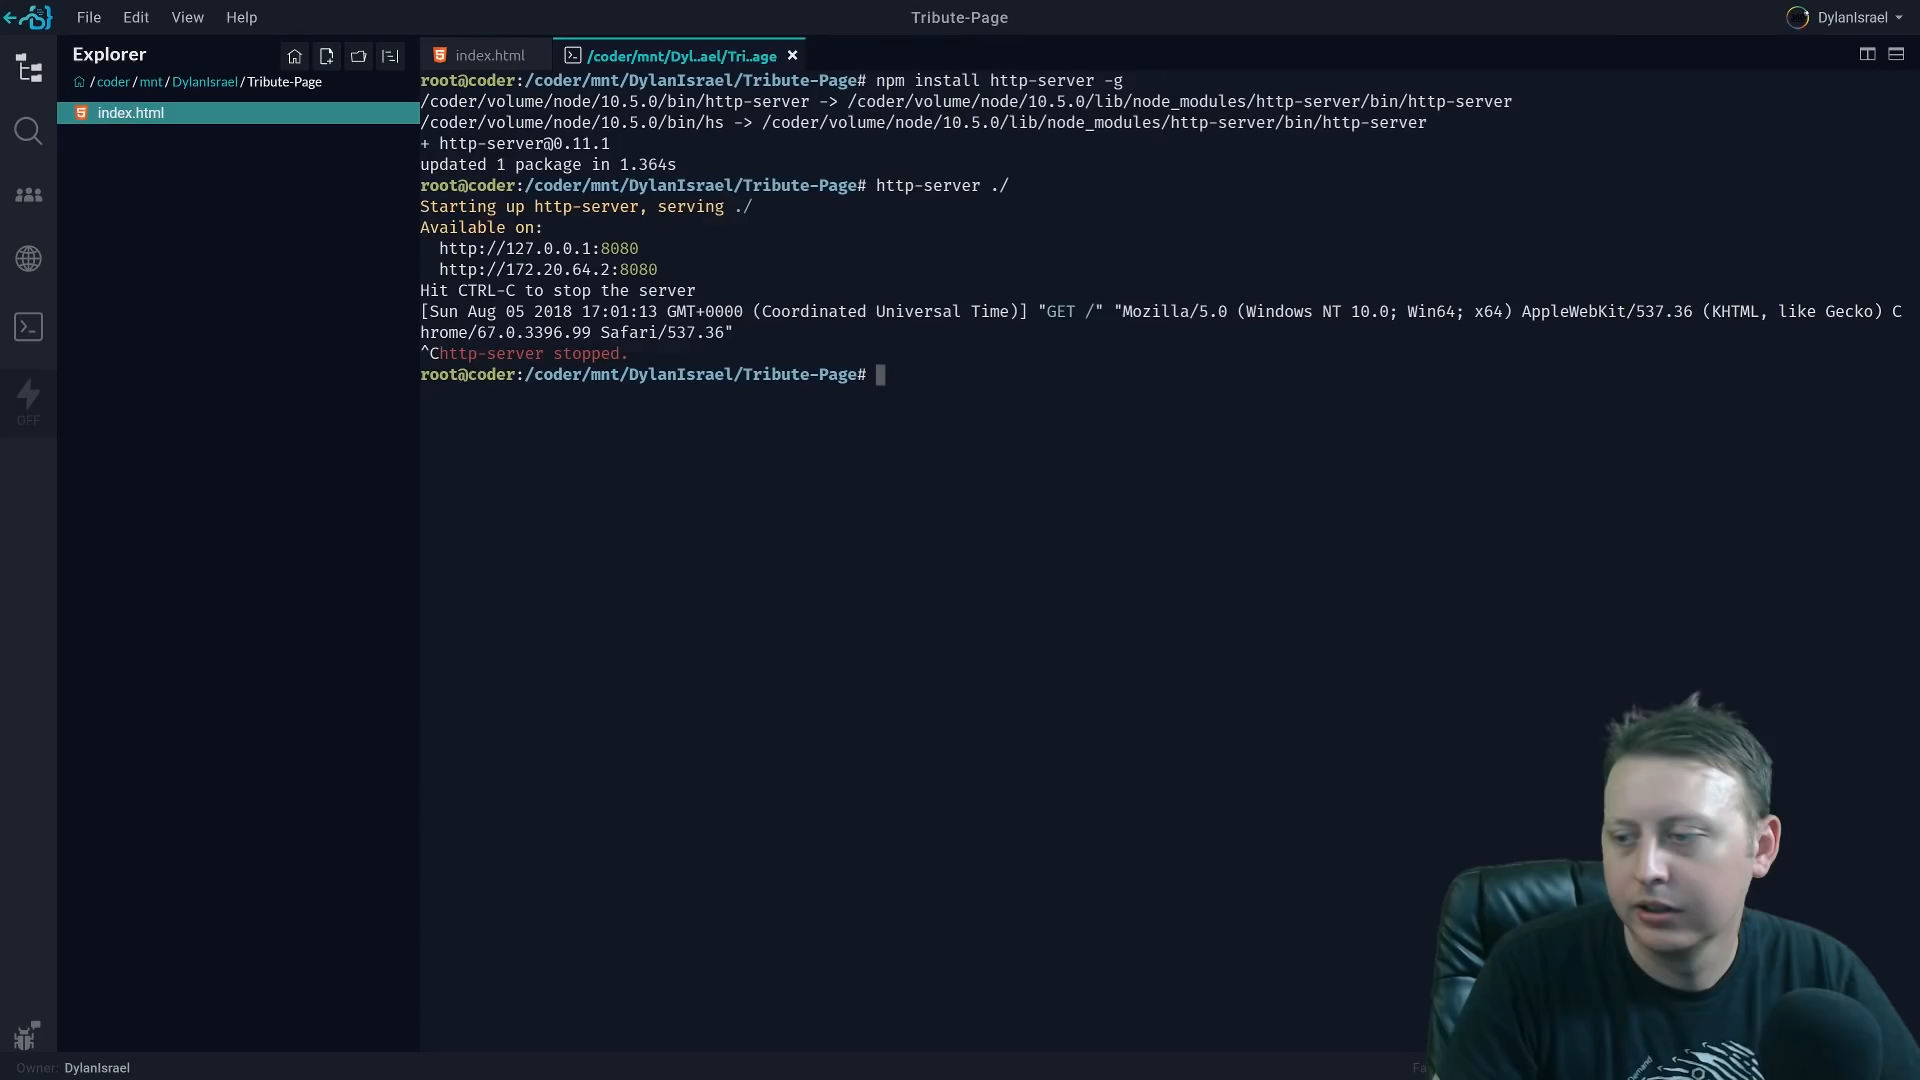 File Edit View Help
Tribute-Page
DylanIsrael
Explorer
/ coder / mnt / DylanIsrael / Tribute-Page
index.html
OFF
index.html
/coder/mnt/Dyl..ael/Tri..age
root@coder:/coder/mnt/DylanIsrael/Tribute-Page# npm install http-server -g
/coder/volume/node/10.5.0/bin/http-server -> /coder/volume/node/10.5.0/lib/node_modules/http-server/bin/http-server
/coder/volume/node/10.5.0/bin/hs -> /coder/volume/node/10.5.0/lib/node_modules/http-server/bin/http-server
+ http-server@0.11.1
updated 1 package in 1.364s
root@coder:/coder/mnt/DylanIsrael/Tribute-Page# http-server ./
Starting up http-server, serving ./
Available on:
http://127.0.0.1:8080
http://172.20.64.2:8080
Hit CTRL-C to stop the server
[Sun Aug 05 2018 17:01:13 GMT+0000 (Coordinated Universal Time)] "GET /" "Mozilla/5.0 (Windows NT 10.0; Win64; x64) AppleWebKit/537.36 (KHTML, like Gecko) C
hrome/67.0.3396.99 Safari/537.36"
^Chttp-server stopped.
root@coder:/coder/mnt/DylanIsrael/Tribute-Page#
Owner: DylanIsrael
Fa